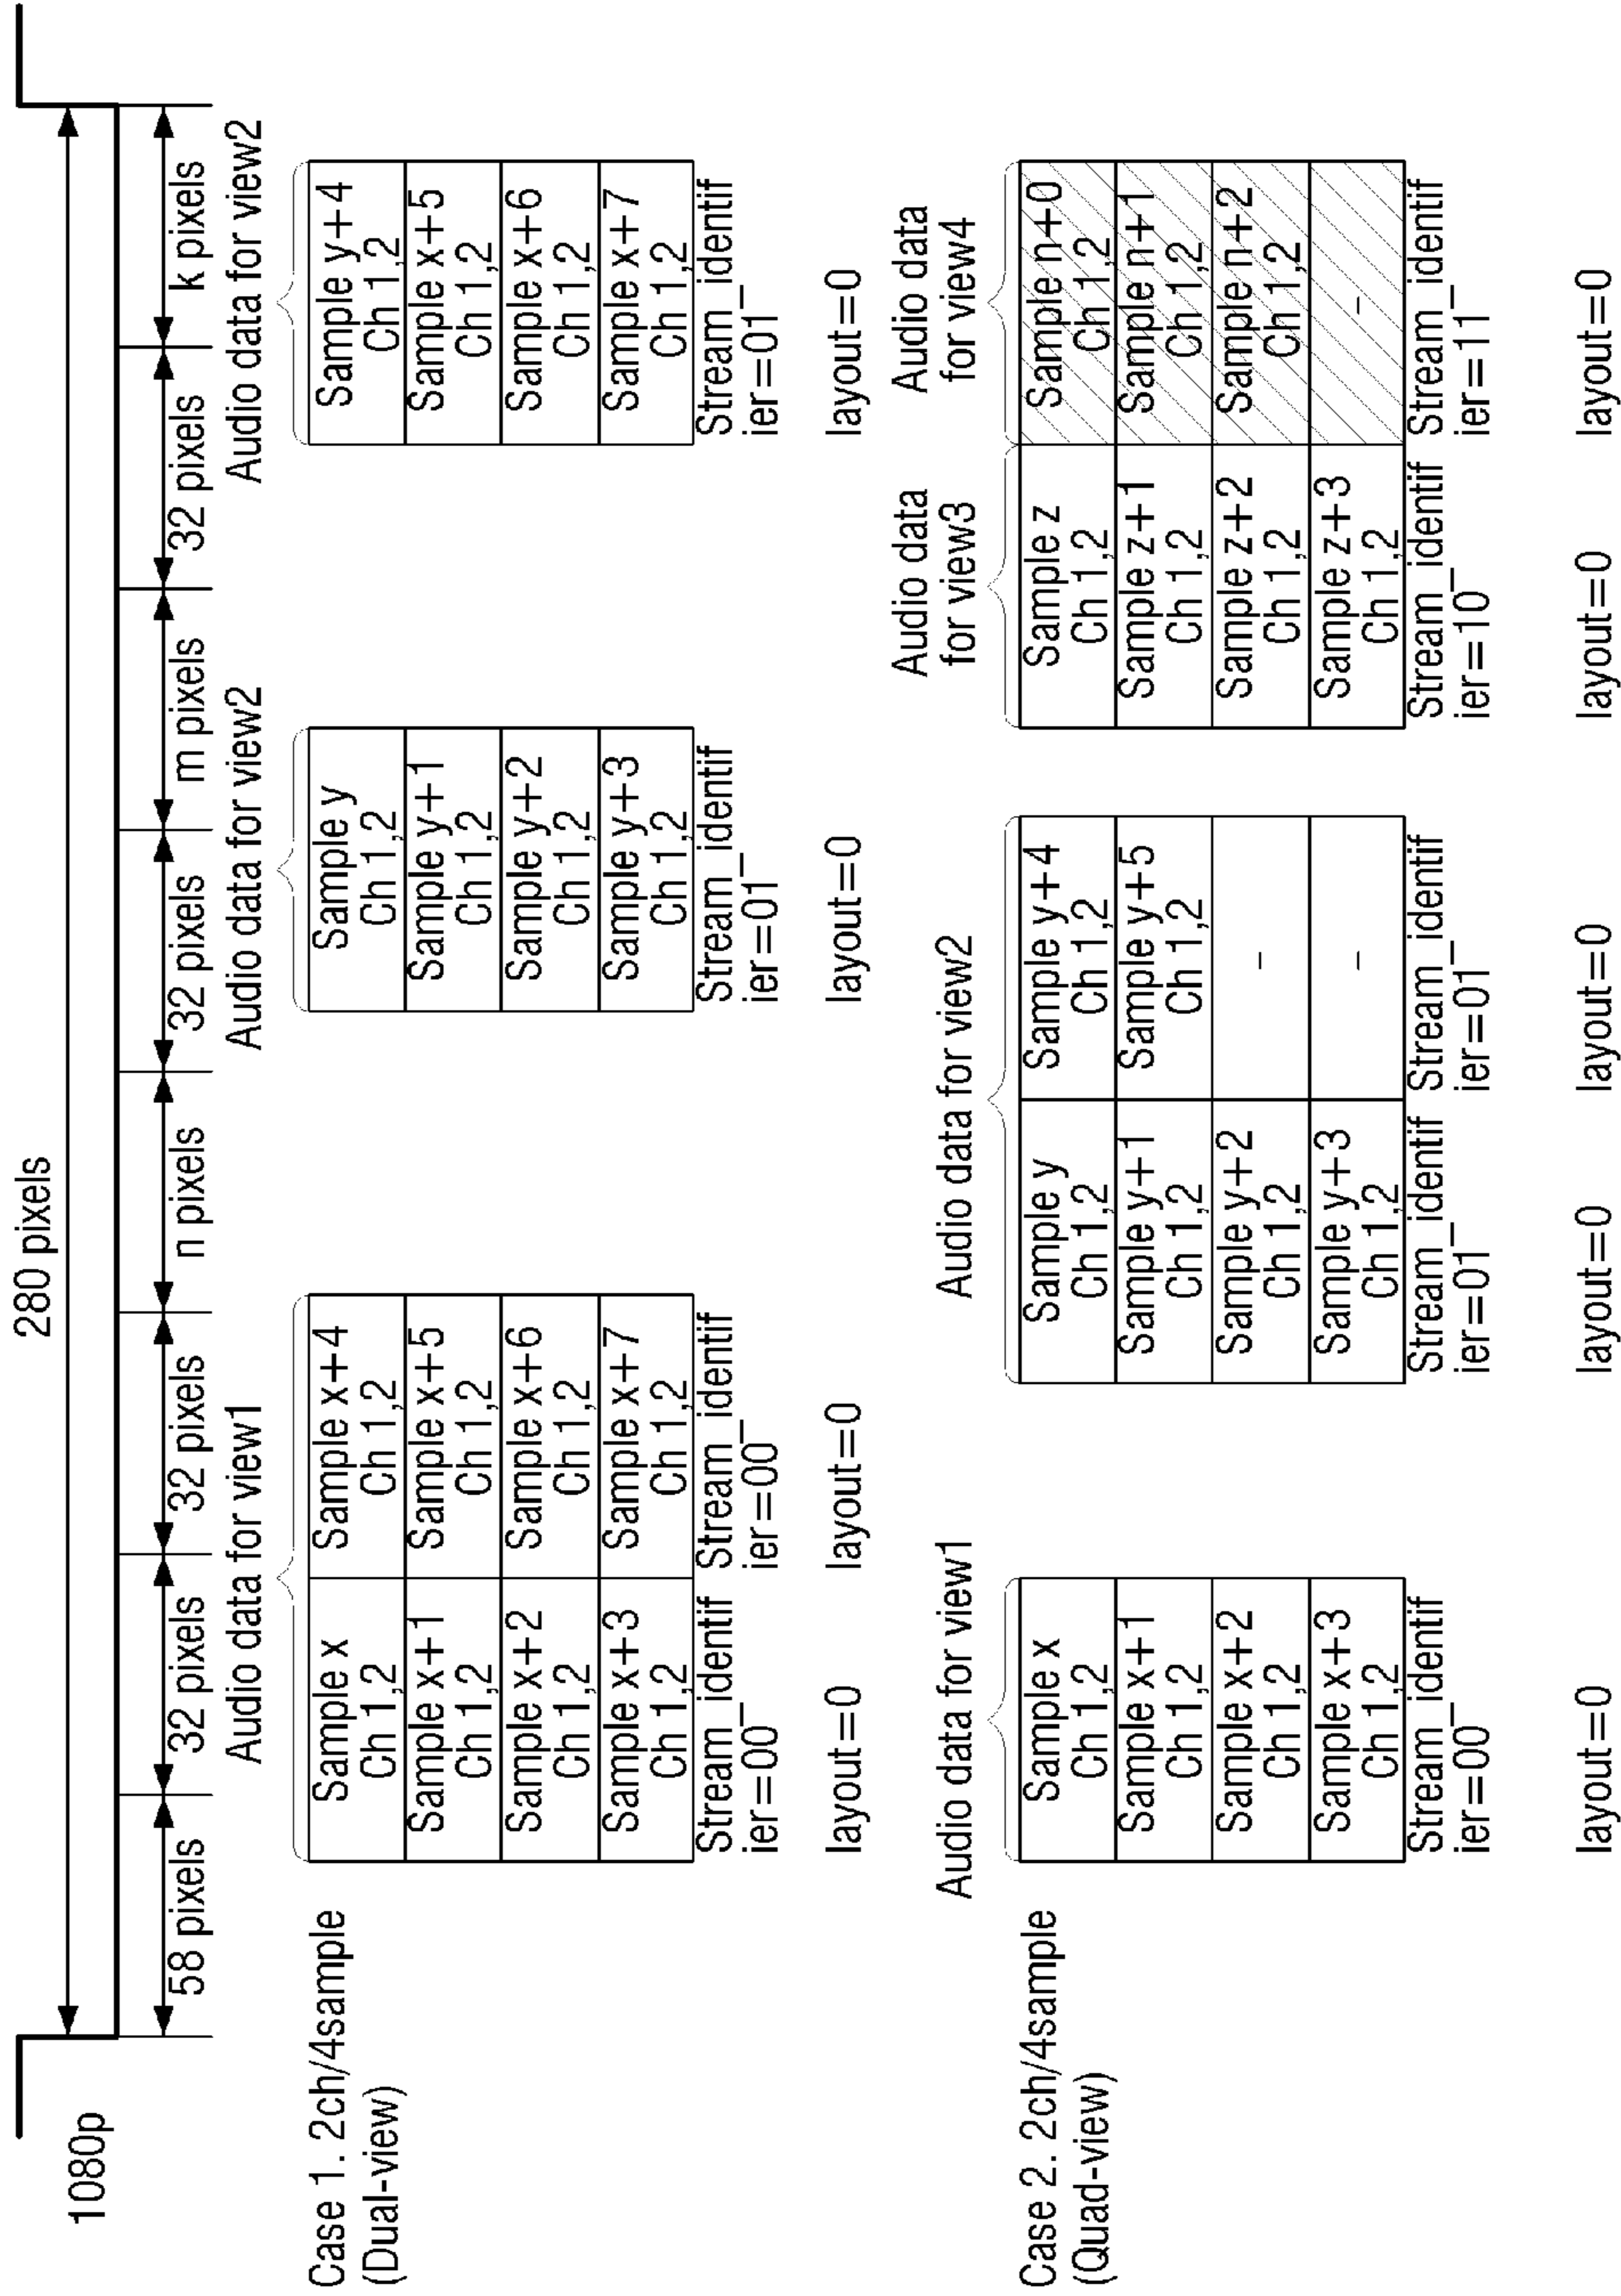 280 pixels
1080p
58 pixels
32 pixels
32 pixels
n pixels
32 pixels
m pixels
32 pixels
k pixels
Case 1. 2ch/4sample
(Dual-view)
Audio data for view1
Sample x
Ch 1,2
Sample x+1
Ch 1,2
Sample x+2
Ch 1,2
Sample x+3
Ch 1,2
Stream_identif
ier=00
layout=0
Sample x+4
Ch 1,2
Sample x+5
Ch 1,2
Sample x+6
Ch 1,2
Sample x+7
Ch 1,2
Stream_identif
ier=00
layout=0
Audio data for view2
Sample y
Ch 1,2
Sample y+1
Ch 1,2
Sample y+2
Ch 1,2
Sample y+3
Ch 1,2
Stream_identif
ier=01
layout=0
Audio data for view2
Sample y+4
Ch 1,2
Sample x+5
Ch 1,2
Sample x+6
Ch 1,2
Sample x+7
Ch 1,2
Stream_identif
ier=01
layout=0
Case 2. 2ch/4sample
(Quad-view)
Audio data for view1
Sample x
Ch 1,2
Sample x+1
Ch 1,2
Sample x+2
Ch 1,2
Sample x+3
Ch 1,2
Stream_identif
ier=00
layout=0
Audio data for view2
Sample y
Ch 1,2
Sample y+1
Ch 1,2
Sample y+2
Ch 1,2
Sample y+3
Ch 1,2
Stream_identif
ier=01
layout=0
Sample y+4
Ch 1,2
Sample y+5
Ch 1,2
-
-
Stream_identif
ier=01
layout=0
Audio data
for view3
Sample z
Ch 1,2
Sample z+1
Ch 1,2
Sample z+2
Ch 1,2
Sample z+3
Ch 1,2
Stream_identif
ier=10
layout=0
Audio data
for view4
Sample n+0
Ch 1,2
Sample n+1
Ch 1,2
Sample n+2
Ch 1,2
-
Stream_identif
ier=11
layout=0